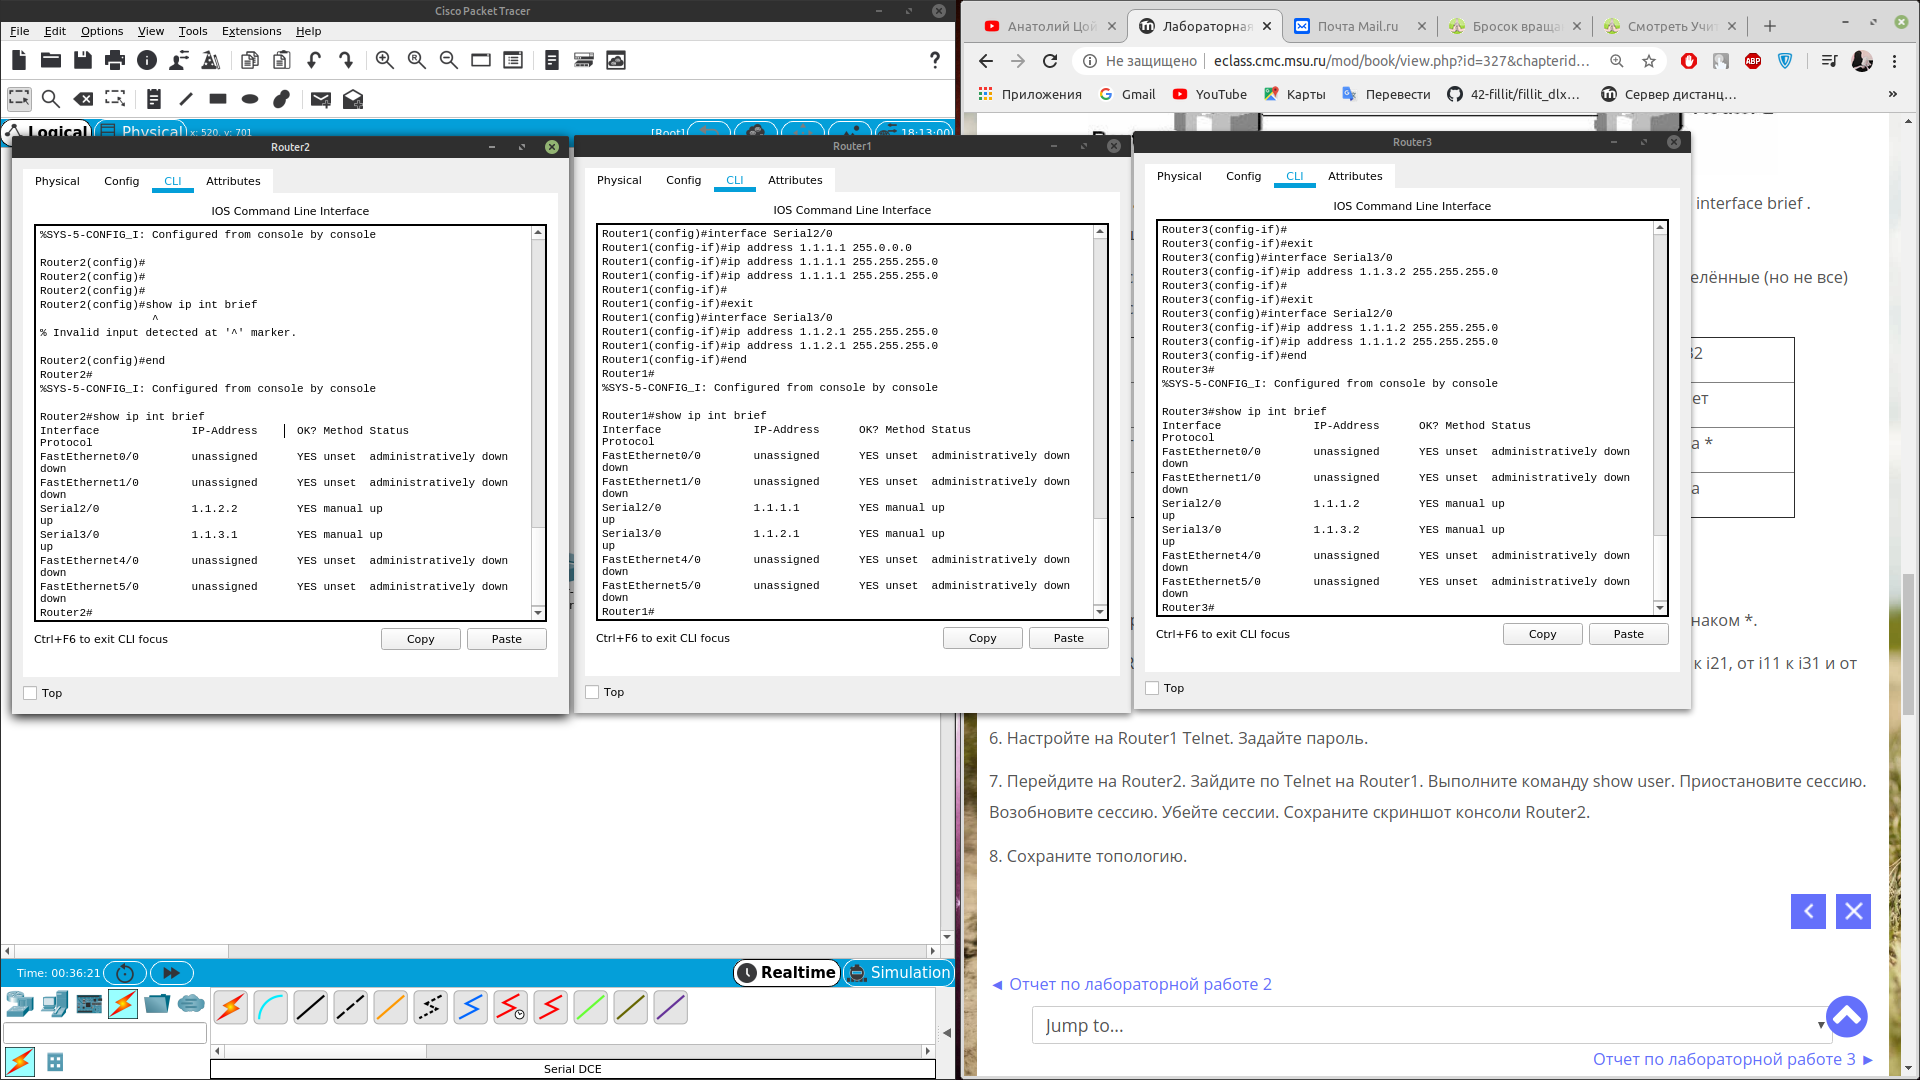 Cisco Packet Tracer
File Edit Options View Tools Extensions Help
Logical Physical x: 520, y: 701 [Root] 18:13:00
Router2
Physical Config CLI Attributes
IOS Command Line Interface
%SYS-5-CONFIG_I: Configured from console by console
Router2(config)#
Router2(config)#
Router2(config)#
Router2(config)#show ip int brief
^
% Invalid input detected at '^' marker.
Router2(config)#end
Router2#
%SYS-5-CONFIG_I: Configured from console by console
Router2#show ip int brief
Interface IP-Address OK? Method Status
Protocol
FastEthernet0/0 unassigned YES unset administratively down
down
FastEthernet1/0 unassigned YES unset administratively down
down
Serial2/0 1.1.2.2 YES manual up
up
Serial3/0 1.1.3.1 YES manual up
up
FastEthernet4/0 unassigned YES unset administratively down
down
FastEthernet5/0 unassigned YES unset administratively down
down
Router2#
Ctrl+F6 to exit CLI focus Copy Paste
Top
Router1
Physical Config CLI Attributes
IOS Command Line Interface
Router1(config)#interface Serial2/0
Router1(config-if)#ip address 1.1.1.1 255.0.0.0
Router1(config-if)#ip address 1.1.1.1 255.255.255.0
Router1(config-if)#ip address 1.1.1.1 255.255.255.0
Router1(config-if)#
Router1(config-if)#exit
Router1(config)#interface Serial3/0
Router1(config-if)#ip address 1.1.2.1 255.255.255.0
Router1(config-if)#ip address 1.1.2.1 255.255.255.0
Router1(config-if)#end
Router1#
%SYS-5-CONFIG_I: Configured from console by console
Router1#show ip int brief
Interface IP-Address OK? Method Status
Protocol
FastEthernet0/0 unassigned YES unset administratively down
down
FastEthernet1/0 unassigned YES unset administratively down
down
Serial2/0 1.1.1.1 YES manual up
up
Serial3/0 1.1.2.1 YES manual up
up
FastEthernet4/0 unassigned YES unset administratively down
down
FastEthernet5/0 unassigned YES unset administratively down
down
Router1#
Ctrl+F6 to exit CLI focus Copy Paste
Top
Router3
Physical Config CLI Attributes
IOS Command Line Interface
Router3(config-if)#
Router3(config-if)#exit
Router3(config)#interface Serial3/0
Router3(config-if)#ip address 1.1.3.2 255.255.255.0
Router3(config-if)#
Router3(config-if)#exit
Router3(config)#interface Serial2/0
Router3(config-if)#ip address 1.1.1.2 255.255.255.0
Router3(config-if)#ip address 1.1.1.2 255.255.255.0
Router3(config-if)#end
Router3#
%SYS-5-CONFIG_I: Configured from console by console
Router3#show ip int brief
Interface IP-Address OK? Method Status
Protocol
FastEthernet0/0 unassigned YES unset administratively down
down
FastEthernet1/0 unassigned YES unset administratively down
down
Serial2/0 1.1.1.2 YES manual up
up
Serial3/0 1.1.3.2 YES manual up
up
FastEthernet4/0 unassigned YES unset administratively down
down
FastEthernet5/0 unassigned YES unset administratively down
down
Router3#
Ctrl+F6 to exit CLI focus Copy Paste
Top
Time: 00:36:21 Realtime Simulation
Serial DCE
Анатолий Цой Лабораторная Почта Mail.ru Бросок враща Смотреть Учит
Не защищено eclass.cmc.msu.ru/mod/book/view.php?id=327&chapterid...
Приложения Gmail YouTube Карты Перевести 42-fillit/fillit_dlx... Сервер дистанц... »
interface brief .
елённые (но не все)
32
ет
а *
а
наком *.
к i21, от i11 к i31 и от
6. Настройте на Router1 Telnet. Задайте пароль.
7. Перейдите на Router2. Зайдите по Telnet на Router1. Выполните команду show user. Приостановите сессию.
Возобновите сессию. Убейте сессии. Сохраните скриншот консоли Router2.
8. Сохраните топологию.
◄ Отчет по лабораторной работе 2
Jump to...
Отчет по лабораторной работе 3 ►